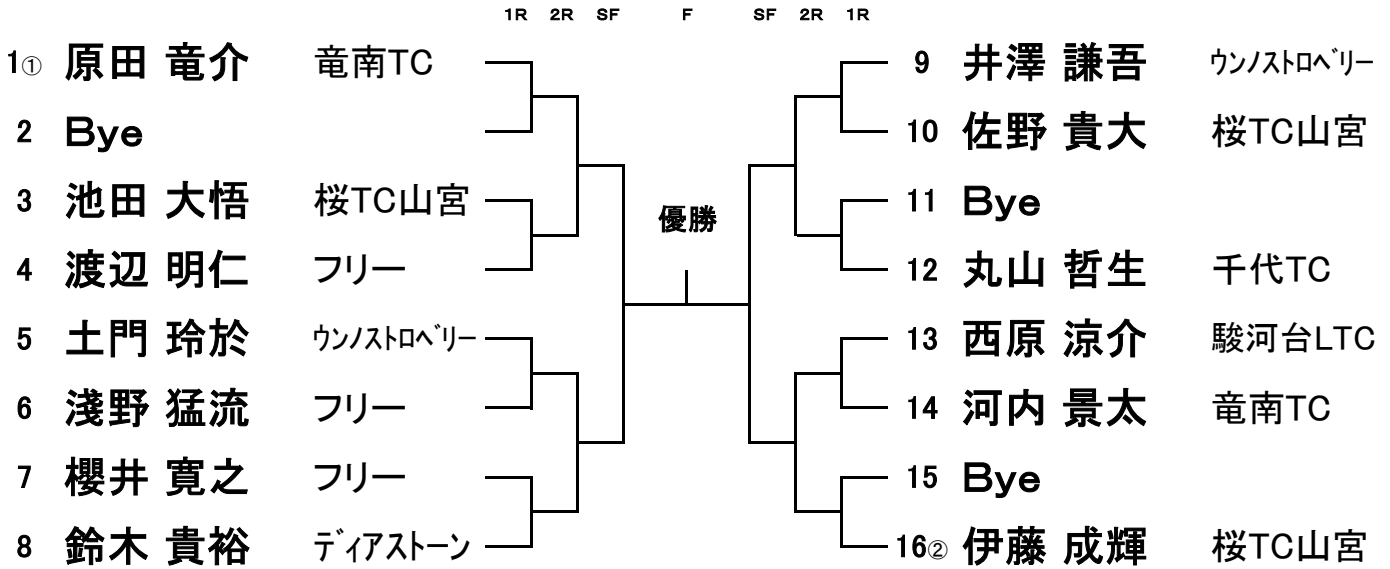 1R 2R SF F SF 2R 1R
1① 原田 竜介 竜南TC
2 Bye
3 池田 大悟 桜TC山宮
4 渡辺 明仁 フリー
5 土門 玲於 ウンノストロベリー
6 淺野 猛流 フリー
7 櫻井 寛之 フリー
8 鈴木 貴裕 ディアストーン
優勝
9 井澤 謙吾 ウンノストロベリー
10 佐野 貴大 桜TC山宮
11 Bye
12 丸山 哲生 千代TC
13 西原 涼介 駿河台LTC
14 河内 景太 竜南TC
15 Bye
16② 伊藤 成輝 桜TC山宮